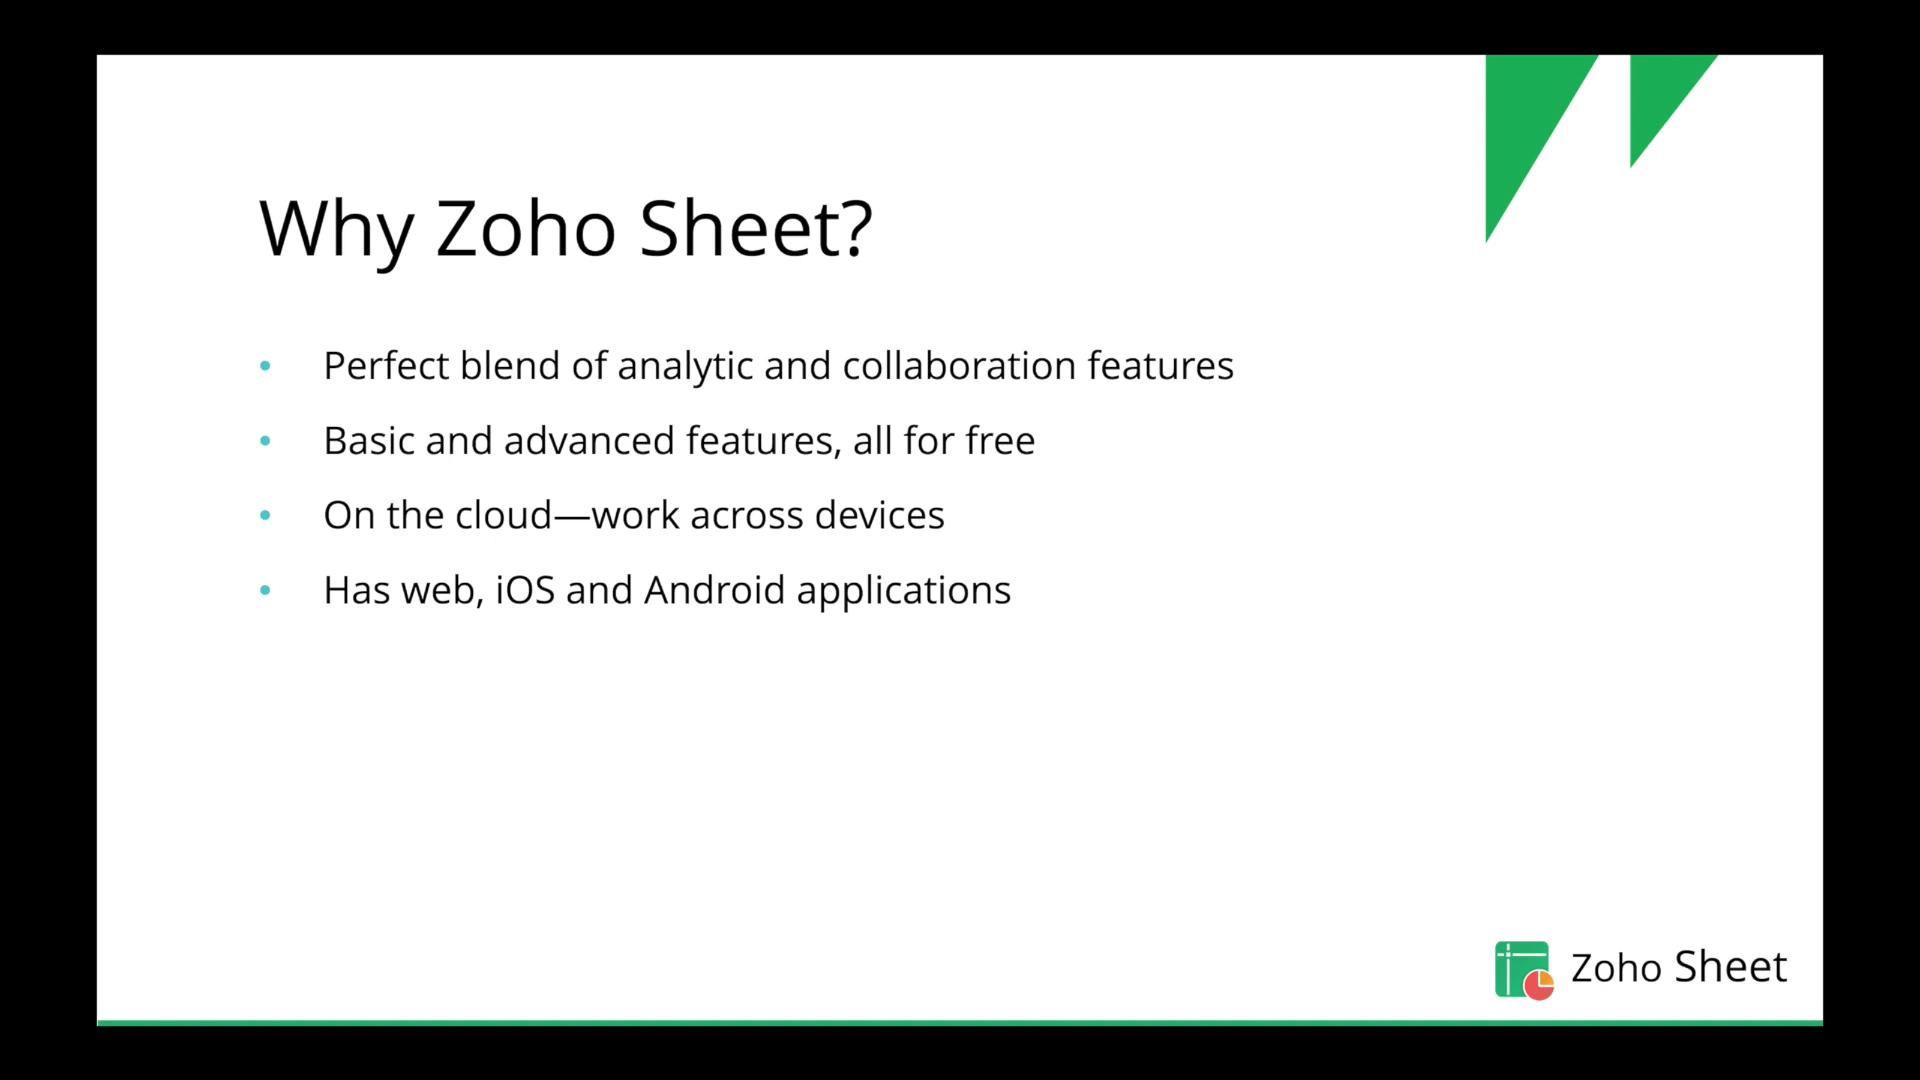 Why Zoho Sheet?
• Perfect blend of analytic and collaboration features
• Basic and advanced features, all for free
• On the cloud—work across devices
• Has web, iOS and Android applications
Zoho Sheet